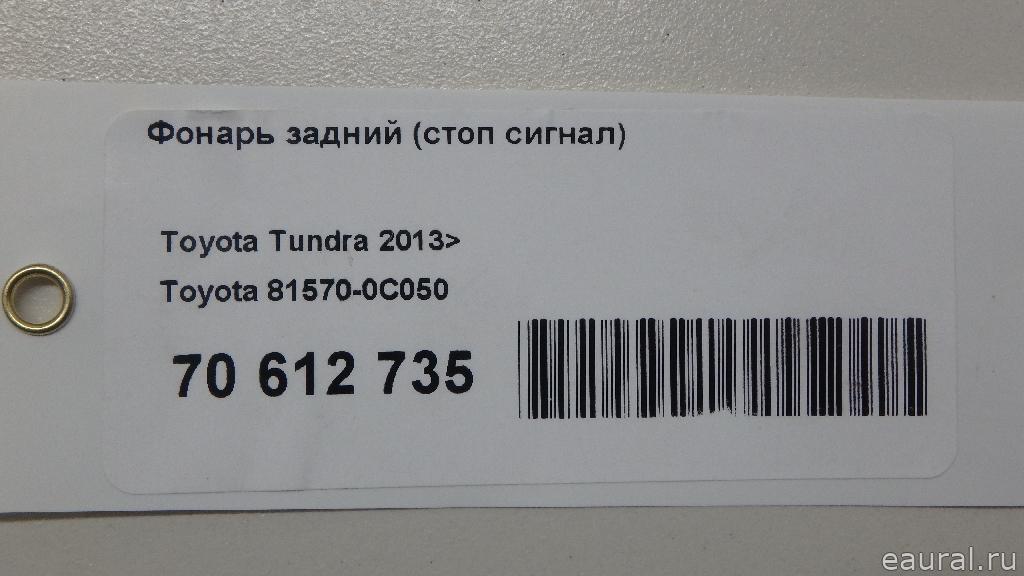 Фонарь задний (стоп сигнал)
Toyota Tundra 2013>
Toyota 81570-0C050
70 612 735
eaural.ru